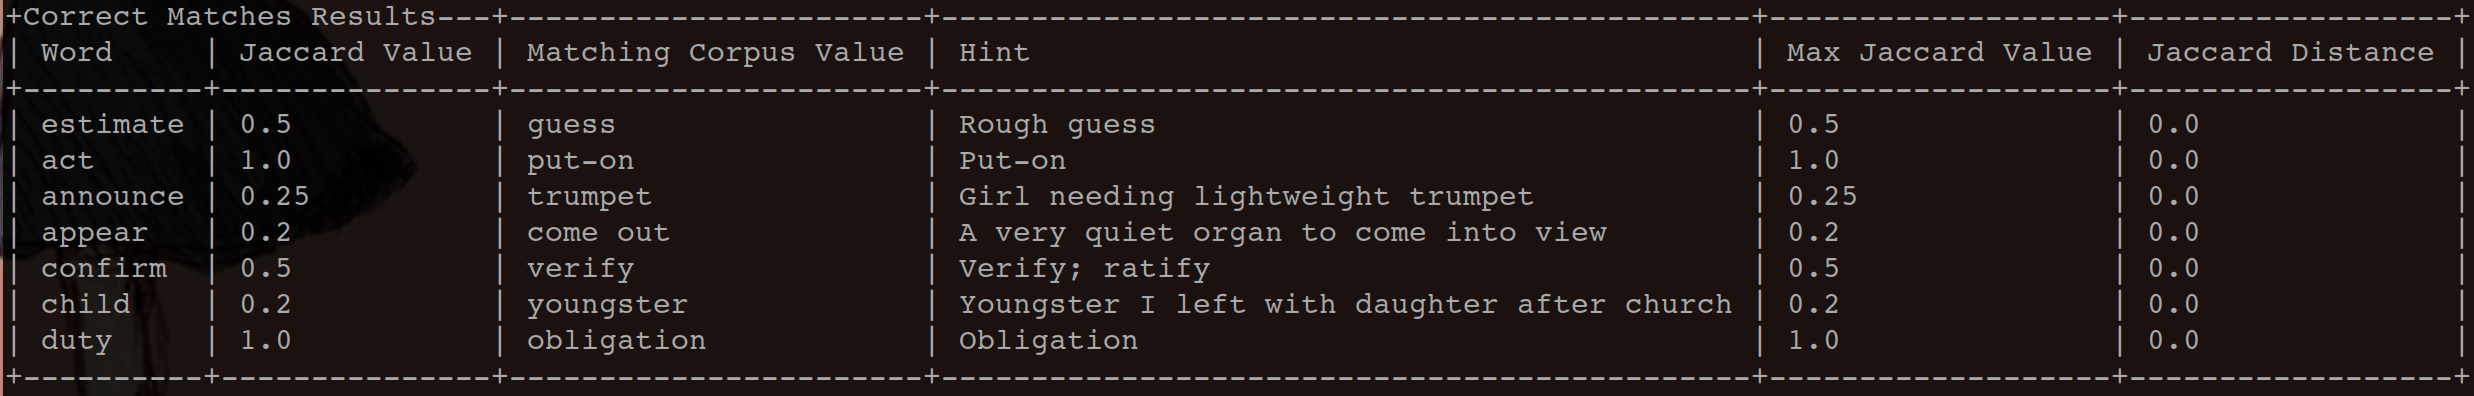 +Correct Matches Results---+-----------------------+---------------------------------------------+-------------------+------------------+
| Word     | Jaccard Value | Matching Corpus Value | Hint                                        | Max Jaccard Value | Jaccard Distance |
+----------+---------------+-----------------------+---------------------------------------------+-------------------+------------------+
| estimate | 0.5           | guess                 | Rough guess                                 | 0.5               | 0.0              |
| act      | 1.0           | put-on                | Put-on                                      | 1.0               | 0.0              |
| announce | 0.25          | trumpet               | Girl needing lightweight trumpet            | 0.25              | 0.0              |
| appear   | 0.2           | come out              | A very quiet organ to come into view        | 0.2               | 0.0              |
| confirm  | 0.5           | verify                | Verify; ratify                              | 0.5               | 0.0              |
| child    | 0.2           | youngster             | Youngster I left with daughter after church | 0.2               | 0.0              |
| duty     | 1.0           | obligation            | Obligation                                  | 1.0               | 0.0              |
+----------+---------------+-----------------------+---------------------------------------------+-------------------+------------------+